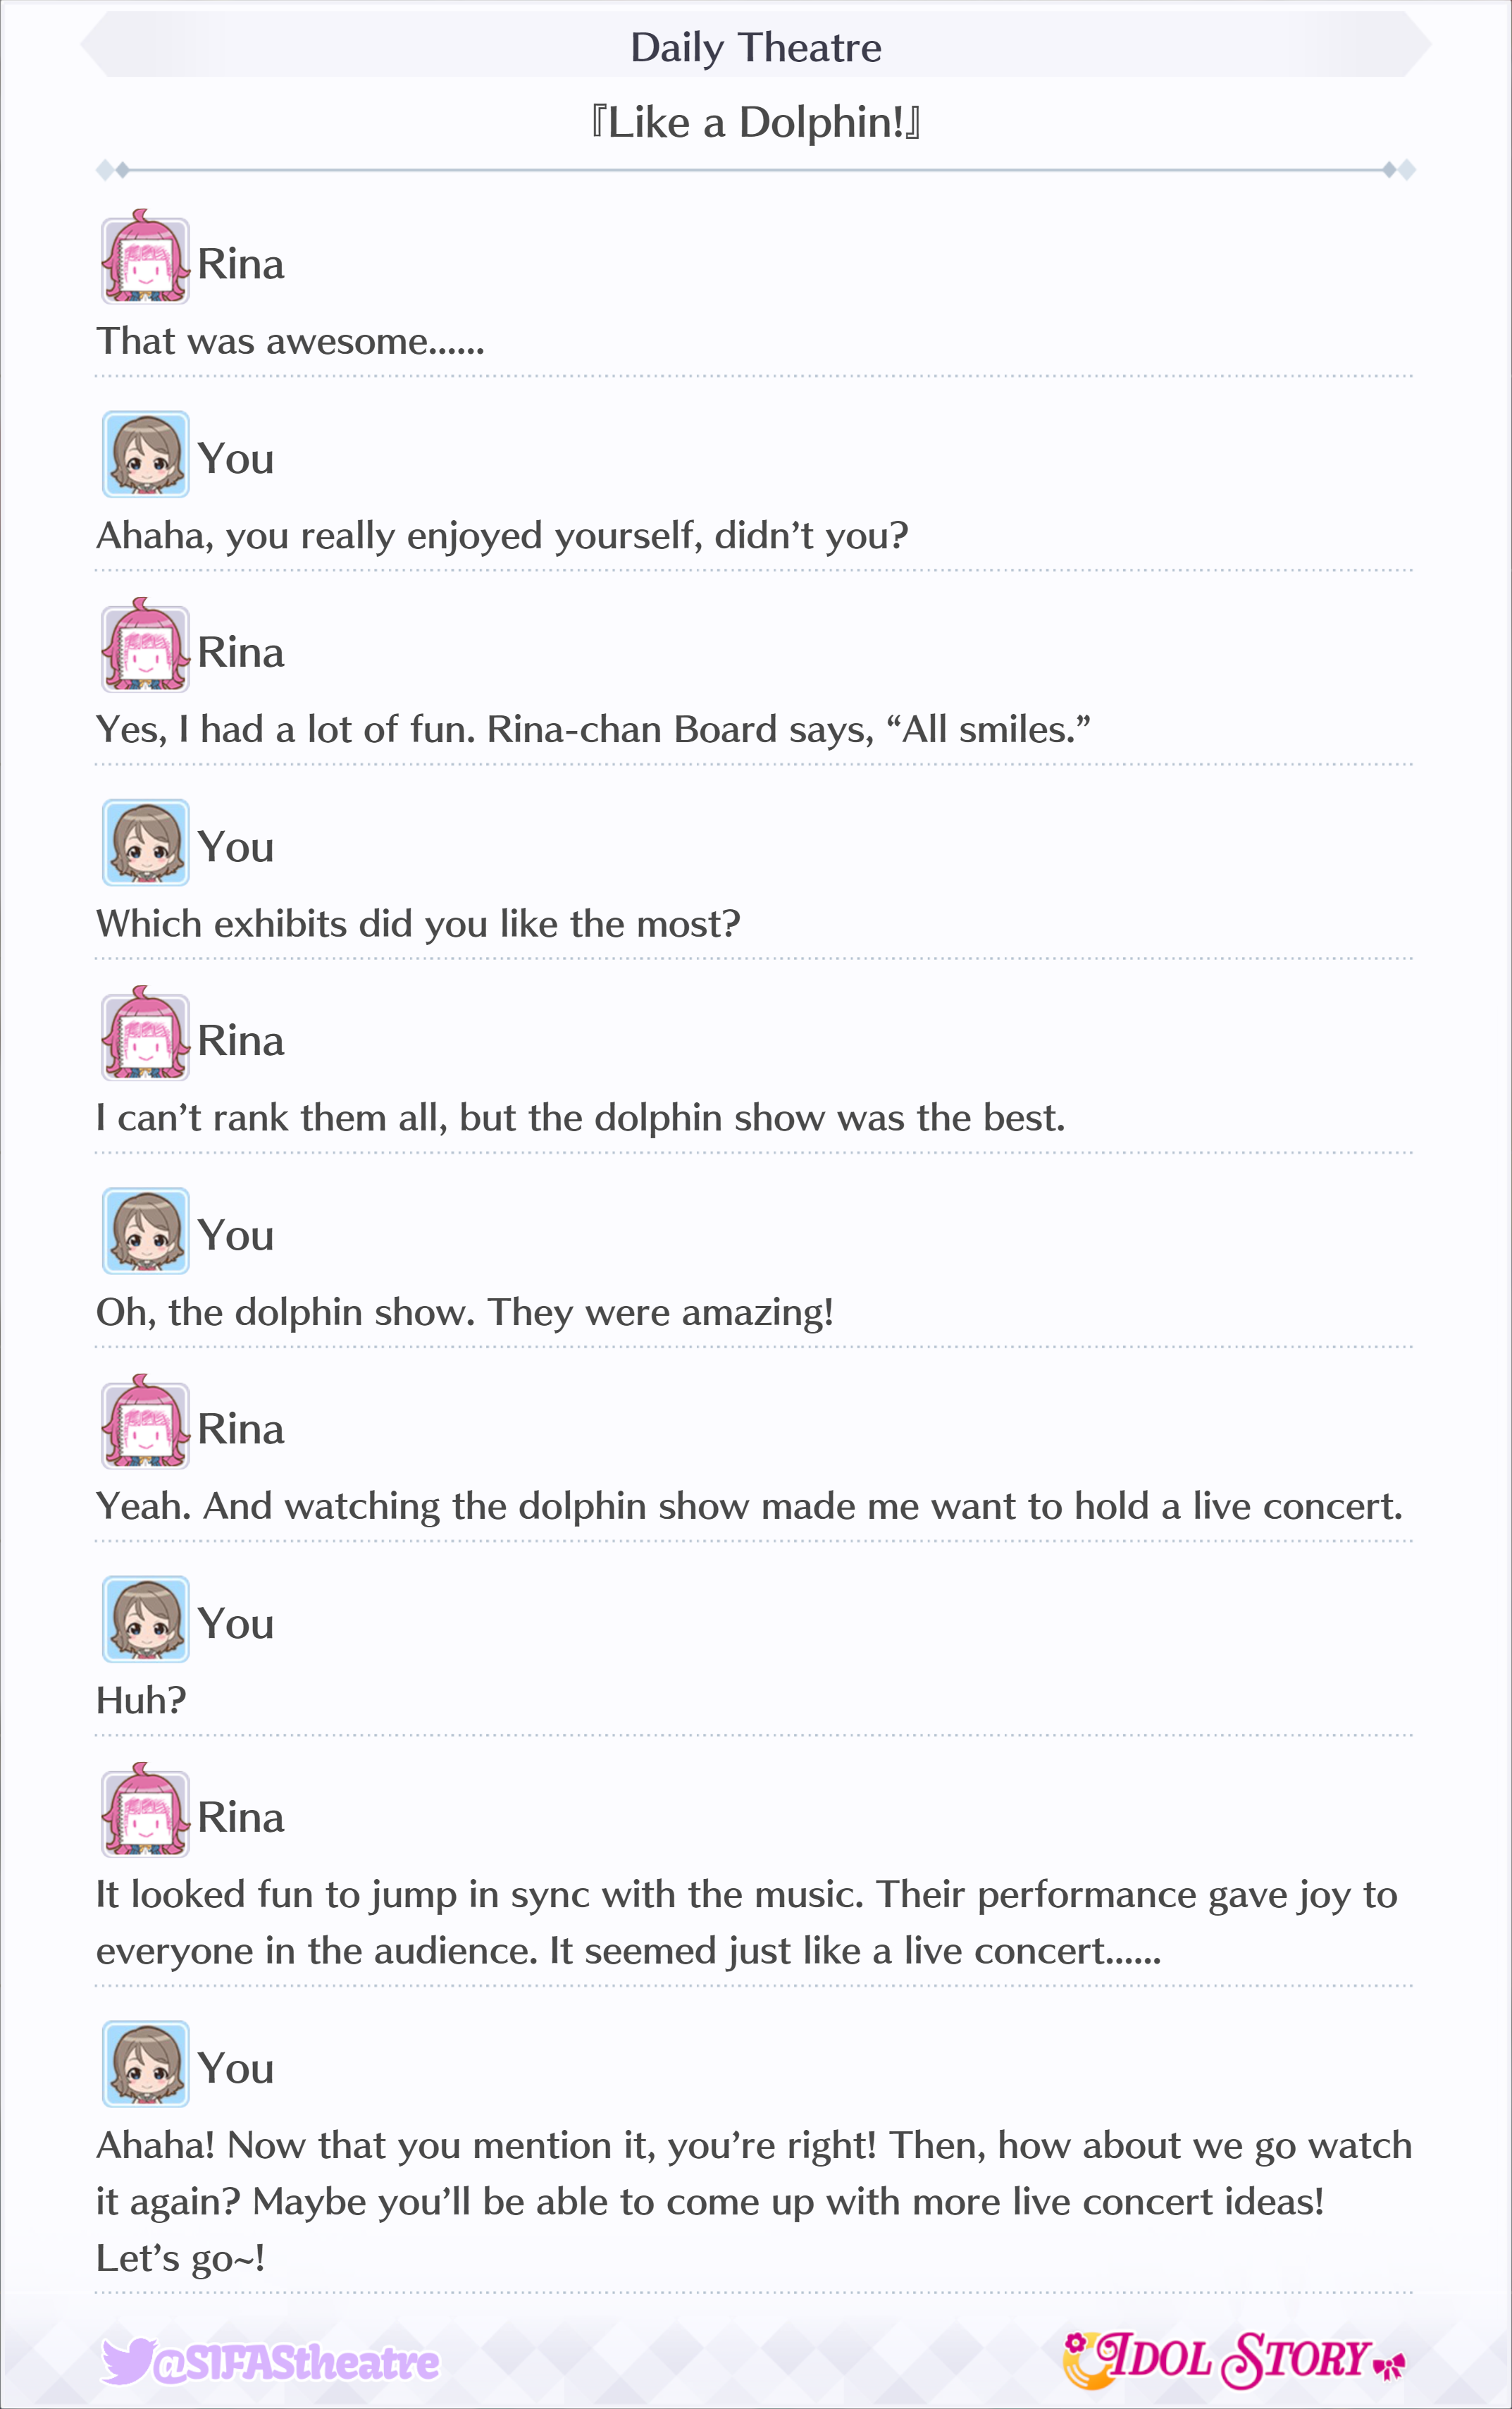 Daily Theatre
『Like a Dolphin!』
Rina
That was awesome......
You
Ahaha, you really enjoyed yourself, didn’t you?
Rina
Yes, I had a lot of fun. Rina-chan Board says, “All smiles.”
You
Which exhibits did you like the most?
Rina
I can’t rank them all, but the dolphin show was the best.
You
Oh, the dolphin show. They were amazing!
Rina
Yeah. And watching the dolphin show made me want to hold a live concert.
You
Huh?
Rina
It looked fun to jump in sync with the music. Their performance gave joy to
everyone in the audience. It seemed just like a live concert......
You
Ahaha! Now that you mention it, you’re right! Then, how about we go watch
it again? Maybe you’ll be able to come up with more live concert ideas!
Let’s go~!
@SIFAStheatre
IDOL STORY